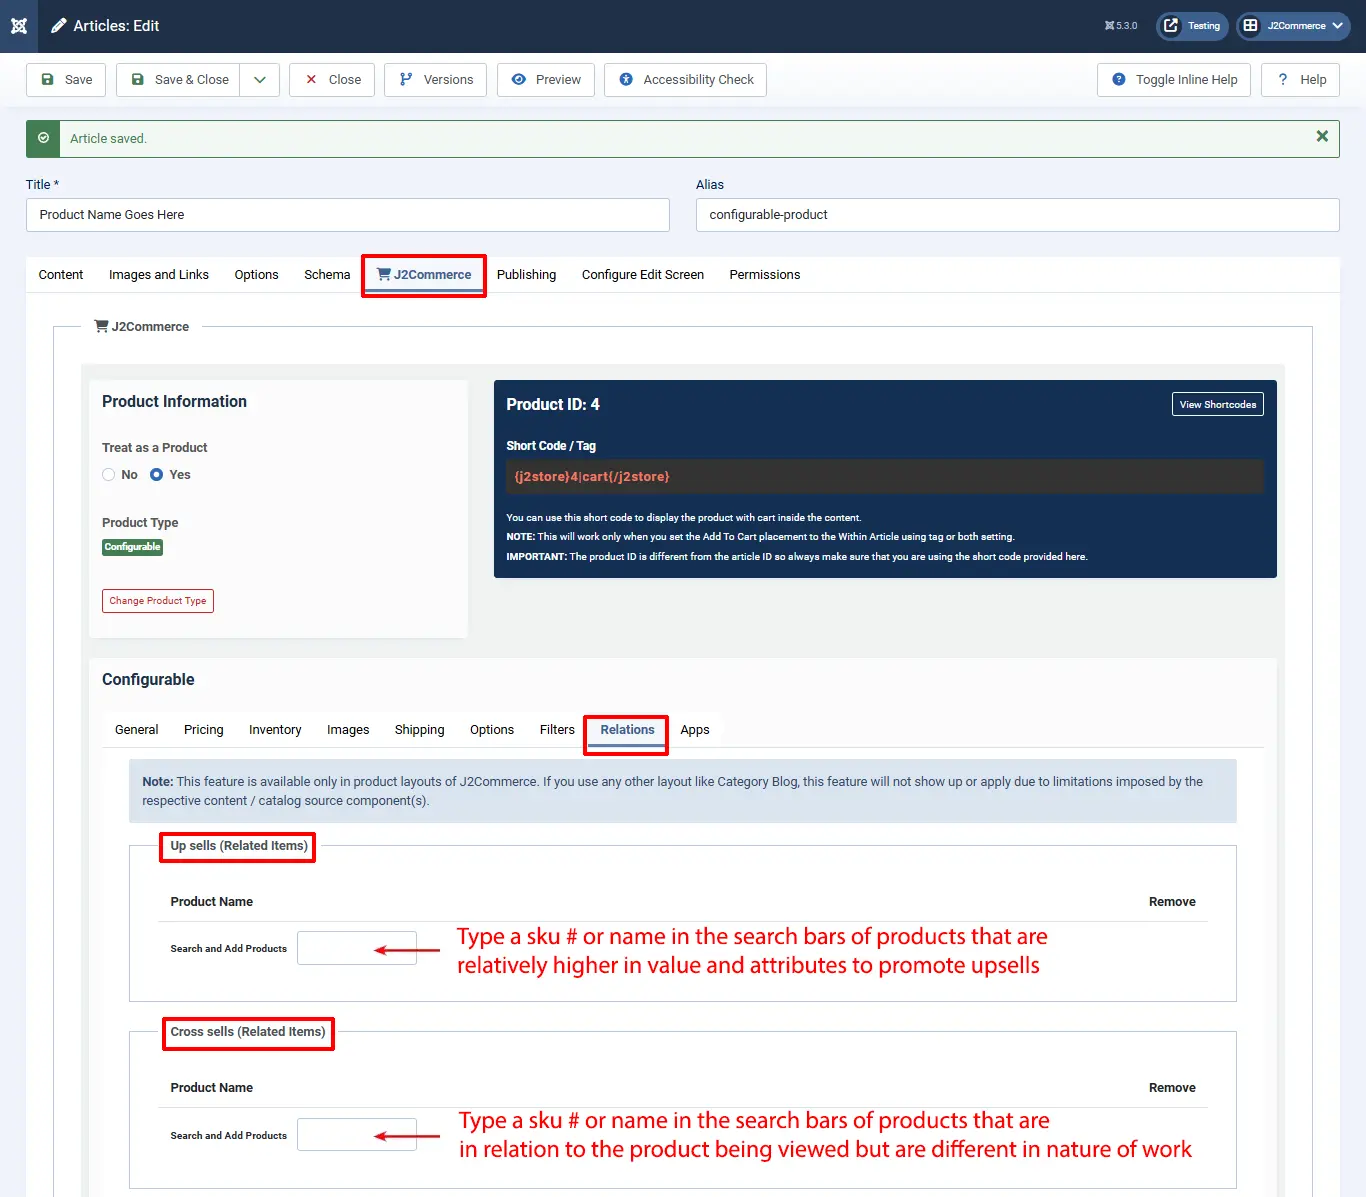 Articles: Edit
5.3.0
Testing
J2Commerce
Save
Save & Close
Close
Versions
Preview
Accessibility Check
Toggle Inline Help
? Help
Article saved.
Title *
Alias
Product Name Goes Here
configurable-product
Content
Images and Links
Options
Schema
J2Commerce
Publishing
Configure Edit Screen
Permissions
J2Commerce
Product Information
Treat as a Product
No
Yes
Product Type
Configurable
Change Product Type
Product ID: 4
View Shortcodes
Short Code / Tag
{j2store}4|cart{/j2store}
You can use this short code to display the product with cart inside the content.
NOTE: This will work only when you set the Add To Cart placement to the Within Article using tag or both setting.
IMPORTANT: The product ID is different from the article ID so always make sure that you are using the short code provided here.
Configurable
General
Pricing
Inventory
Images
Shipping
Options
Filters
Relations
Apps
Note: This feature is available only in product layouts of J2Commerce. If you use any other layout like Category Blog, this feature will not show up or apply due to limitations imposed by the
respective content / catalog source component(s).
Up sells (Related Items)
Product Name
Remove
Search and Add Products
Type a sku # or name in the search bars of products that are
relatively higher in value and attributes to promote upsells
Cross sells (Related Items)
Product Name
Remove
Search and Add Products
Type a sku # or name in the search bars of products that are
in relation to the product being viewed but are different in nature of work